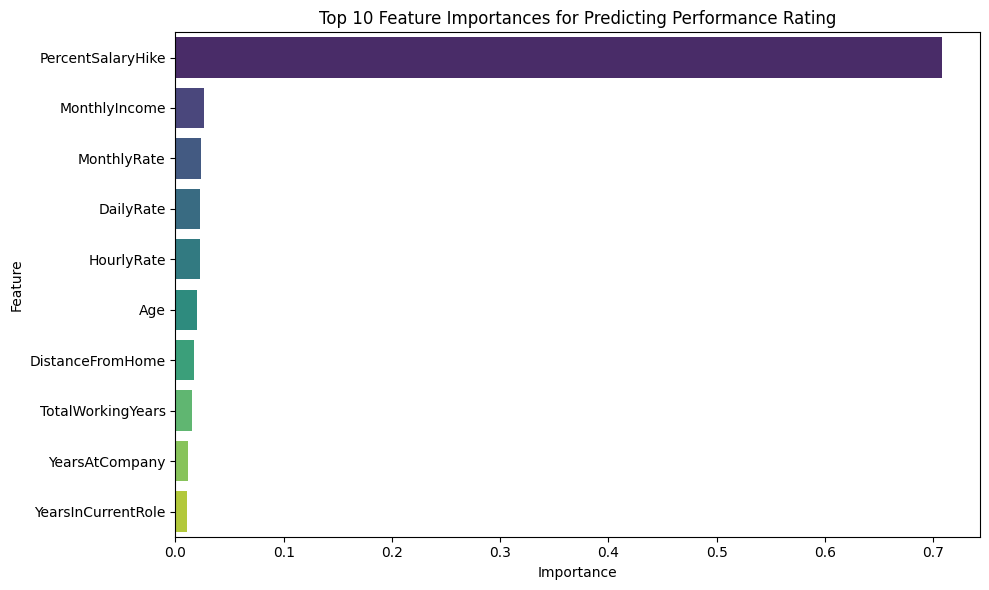 Top 10 Feature Importances for Predicting Performance Rating
Feature
PercentSalaryHike
MonthlyIncome
MonthlyRate
DailyRate
HourlyRate
Age
DistanceFromHome
TotalWorkingYears
YearsAtCompany
YearsInCurrentRole
0.0 0.1 0.2 0.3 0.4 0.5 0.6 0.7
Importance